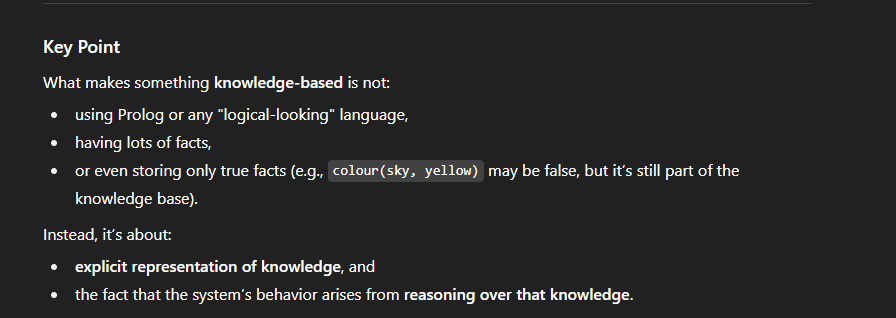 Key Point
What makes something knowledge-based is not:
• using Prolog or any "logical-looking" language,
• having lots of facts,
• or even storing only true facts (e.g., colour(sky, yellow) may be false, but it’s still part of the
knowledge base).
Instead, it’s about:
• explicit representation of knowledge, and
• the fact that the system’s behavior arises from reasoning over that knowledge.